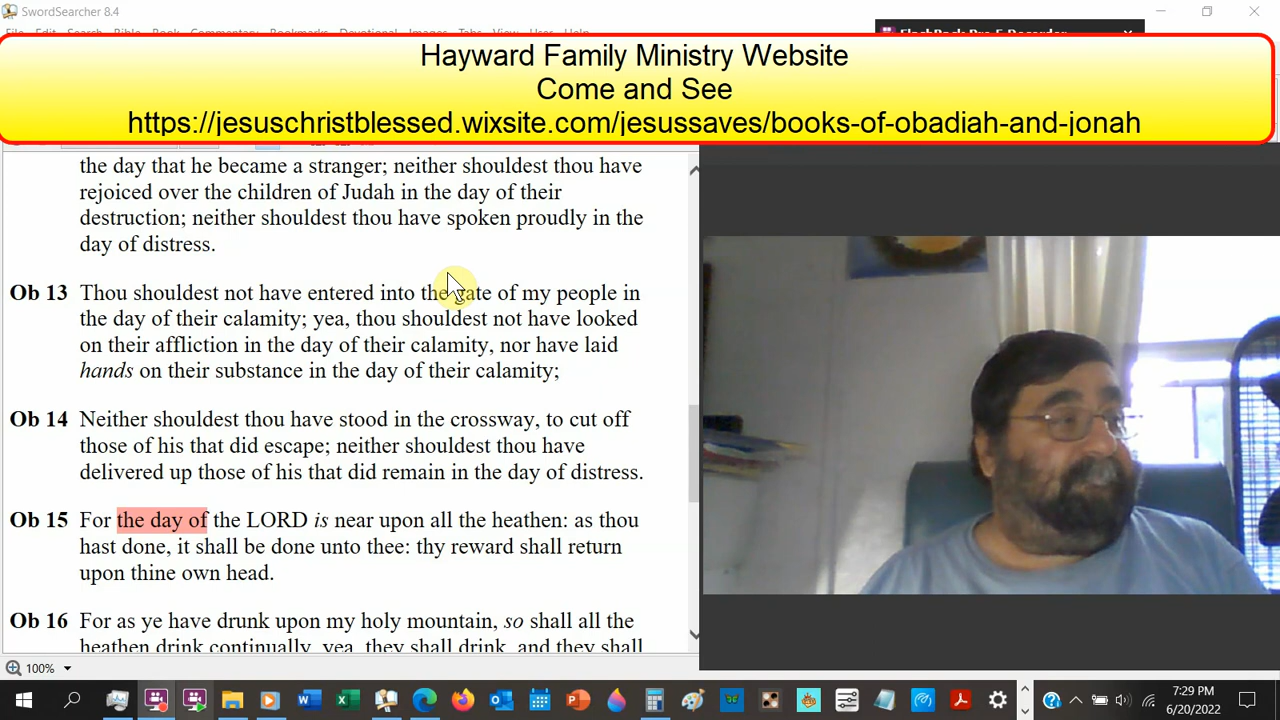 SwordSearcher 8.4
Hayward Family Ministry Website
Come and See
https://jesuschristblessed.wixsite.com/jesussaves/books-of-obadiah-and-jonah
the day that he became a stranger; neither shouldest thou have
rejoiced over the children of Judah in the day of their
destruction; neither shouldest thou have spoken proudly in the
day of distress.
Ob 13 Thou shouldest not have entered into the gate of my people in
the day of their calamity; yea, thou shouldest not have looked
on their affliction in the day of their calamity, nor have laid
hands on their substance in the day of their calamity;
Ob 14 Neither shouldest thou have stood in the crossway, to cut off
those of his that did escape; neither shouldest thou have
delivered up those of his that did remain in the day of distress.
Ob 15 For the day of the LORD is near upon all the heathen: as thou
hast done, it shall be done unto thee: thy reward shall return
upon thine own head.
Ob 16 For as ye have drunk upon my holy mountain, so shall all the
heathen drink continually, yea, they shall drink, and they shall
100%
7:29 PM
6/20/2022